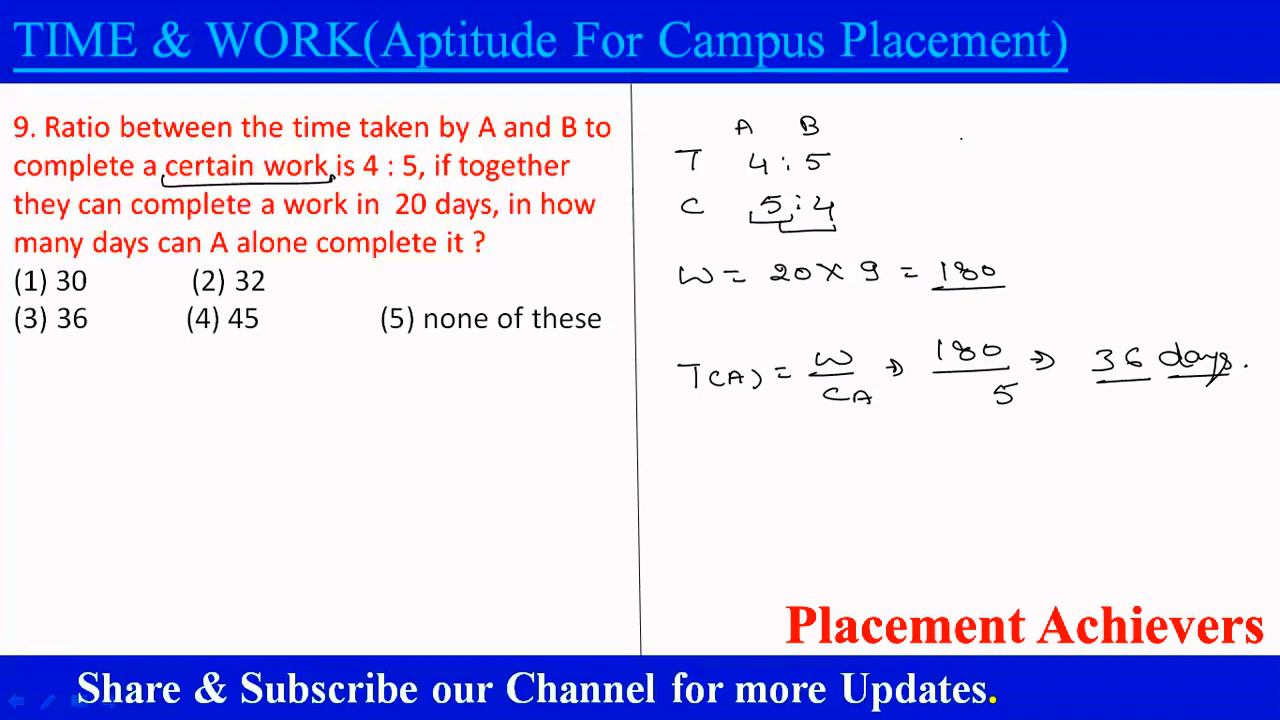 TIME & WORK(Aptitude For Campus Placement)
9. Ratio between the time taken by A and B to
complete a certain work is 4 : 5, if together
they can complete a work in 20 days, in how
many days can A alone complete it ?
(1) 30 (2) 32
(3) 36 (4) 45 (5) none of these
A B
T 4 : 5
C 5 : 4
W = 20 × 9 = 180
T(A) = W/CA ⇒ 180/5 ⇒ 36 days.
Placement Achievers
Share & Subscribe our Channel for more Updates.